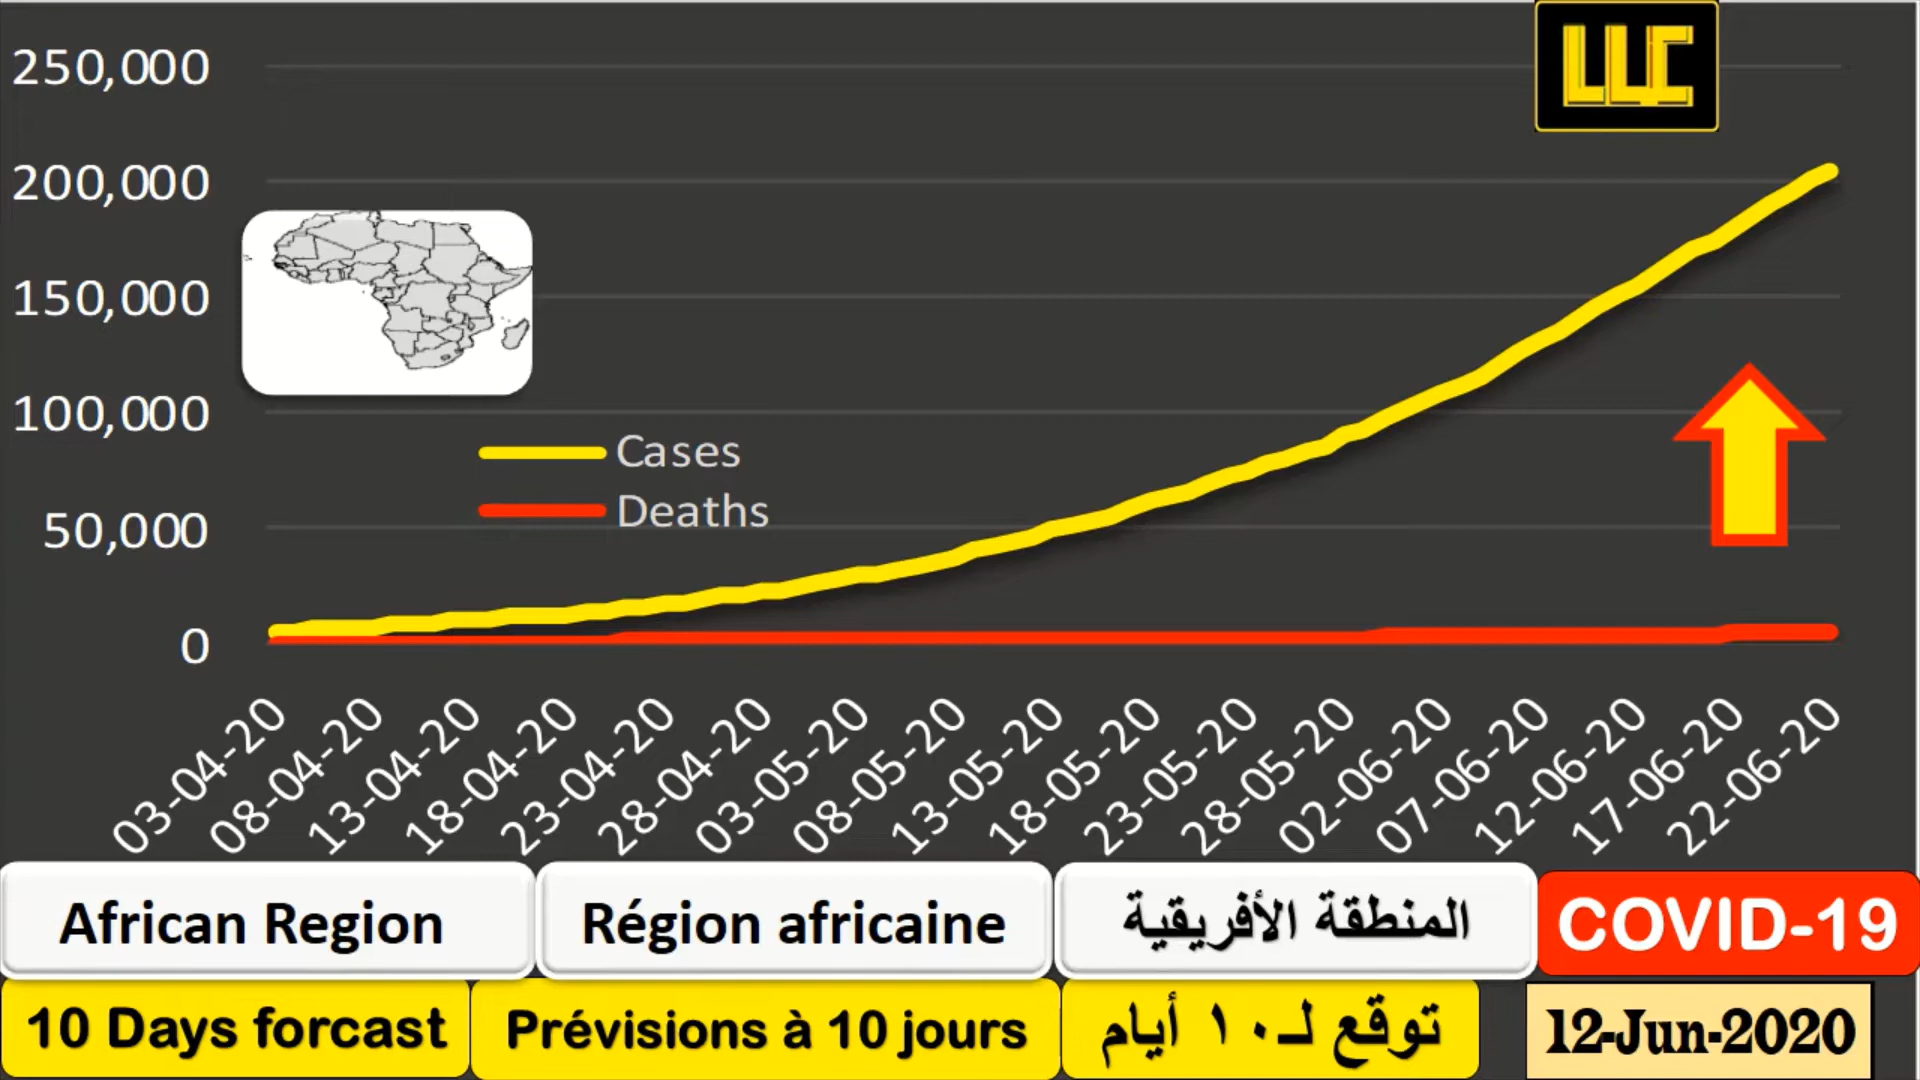 250,000
200,000
150,000
100,000
50,000
0
LLC
Cases
Deaths
03-04-20
08-04-20
13-04-20
18-04-20
23-04-20
28-04-20
03-05-20
08-05-20
13-05-20
18-05-20
23-05-20
28-05-20
02-06-20
07-06-20
12-06-20
17-06-20
22-06-20
African Region
Région africaine
المنطقة الأفريقية
COVID-19
10 Days forcast
Prévisions à 10 jours
توقع لـ ١٠ أيام
12-Jun-2020